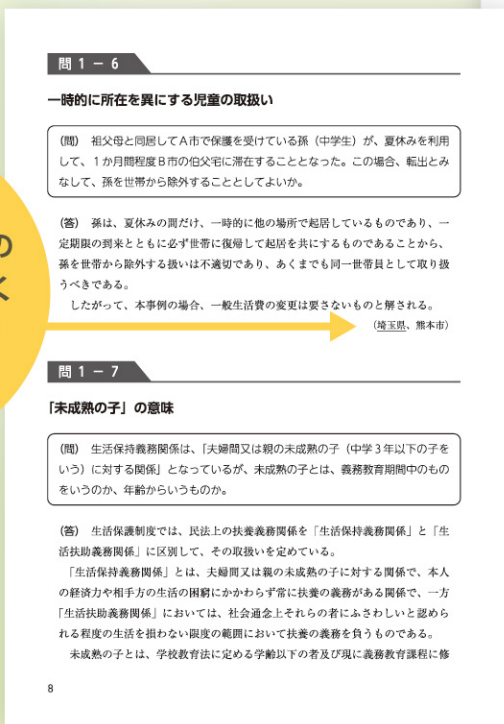 問1－6
一時的に所在を異にする児童の取扱い
(問) 祖父母と同居してA市で保護を受けている孫（中学生）が、夏休みを利用
して、1か月間程度B市の伯父宅に滞在することとなった。この場合、転出とみ
なして、孫を世帯から除外することとしてよいか。
の
く
(答) 孫は、夏休みの間だけ、一時的に他の場所で起居しているものであり、一
定期限の到来とともに必ず世帯に復帰して起居を共にするものであることから、
孫を世帯から除外する扱いは不適切であり、あくまでも同一世帯員として取り扱
うべきである。
したがって、本事例の場合、一般生活費の変更は要さないものと解される。
（埼玉県、熊本市）
問1－7
「未成熟の子」の意味
(問) 生活保持義務関係は、「夫婦間又は親の未成熟の子（中学3年以下の子を
いう）に対する関係」となっているが、未成熟の子とは、義務教育期間中のもの
をいうのか、年齢からいうものか。
(答) 生活保護制度では、民法上の扶養義務関係を「生活保持義務関係」と「生
活扶助義務関係」に区別して、その取扱いを定めている。
「生活保持義務関係」とは、夫婦間又は親の未成熟の子に対する関係で、本人
の経済力や相手方の生活の困窮にかかわらず常に扶養の義務がある関係で、一方
「生活扶助義務関係」においては、社会通念上それらの者にふさわしいと認めら
れる程度の生活を損わない限度の範囲において扶養の義務を負うものである。
未成熟の子とは、学校教育法に定める学齢以下の者及び現に義務教育課程に修
8